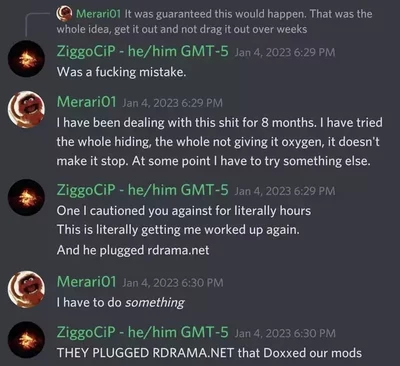 Merari01 It was guaranteed this would happen. That was the
whole idea, get it out and not drag it out over weeks
ZiggoCiP - he/him GMT-5 Jan 4, 2023 6:29 PM
Was a fucking mistake.
Merari01 Jan 4, 2023 6:29 PM
I have been dealing with this shit for 8 months. I have tried
the whole hiding, the whole not giving it oxygen, it doesn't
make it stop. At some point I have to try something else.
ZiggoCiP - he/him GMT-5 Jan 4, 2023 6:29 PM
One I cautioned you against for literally hours
This is literally getting me worked up again.
And he plugged rdrama.net
Merari01 Jan 4, 2023 6:30 PM
I have to do something
ZiggoCiP - he/him GMT-5 Jan 4, 2023 6:30 PM
THEY PLUGGED RDRAMA.NET that Doxxed our mods